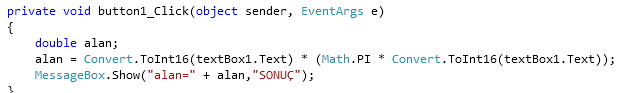 private void button1_Click(object sender, EventArgs e)
{
double alan;
alan = Convert.ToInt16(textBox1.Text) * (Math.PI * Convert.ToInt16(textBox1.Text));
MessageBox.Show("alan=" + alan,"SONUÇ");
}